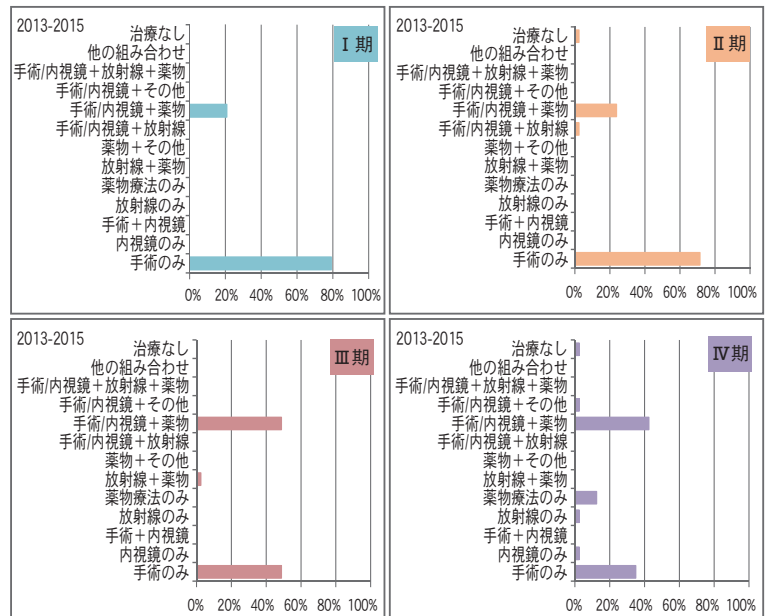 2013-2015
Ⅰ期
治療なし
他の組み合わせ
手術/内視鏡＋放射線＋薬物
手術/内視鏡＋その他
手術/内視鏡＋薬物
手術/内視鏡＋放射線
薬物＋その他
放射線＋薬物
薬物療法のみ
放射線のみ
手術＋内視鏡
内視鏡のみ
手術のみ
0% 20% 40% 60% 80% 100%
2013-2015
Ⅱ期
治療なし
他の組み合わせ
手術/内視鏡＋放射線＋薬物
手術/内視鏡＋その他
手術/内視鏡＋薬物
手術/内視鏡＋放射線
薬物＋その他
放射線＋薬物
薬物療法のみ
放射線のみ
手術＋内視鏡
内視鏡のみ
手術のみ
0% 20% 40% 60% 80% 100%
2013-2015
Ⅲ期
治療なし
他の組み合わせ
手術/内視鏡＋放射線＋薬物
手術/内視鏡＋その他
手術/内視鏡＋薬物
手術/内視鏡＋放射線
薬物＋その他
放射線＋薬物
薬物療法のみ
放射線のみ
手術＋内視鏡
内視鏡のみ
手術のみ
0% 20% 40% 60% 80% 100%
2013-2015
Ⅳ期
治療なし
他の組み合わせ
手術/内視鏡＋放射線＋薬物
手術/内視鏡＋その他
手術/内視鏡＋薬物
手術/内視鏡＋放射線
薬物＋その他
放射線＋薬物
薬物療法のみ
放射線のみ
手術＋内視鏡
内視鏡のみ
手術のみ
0% 20% 40% 60% 80% 100%